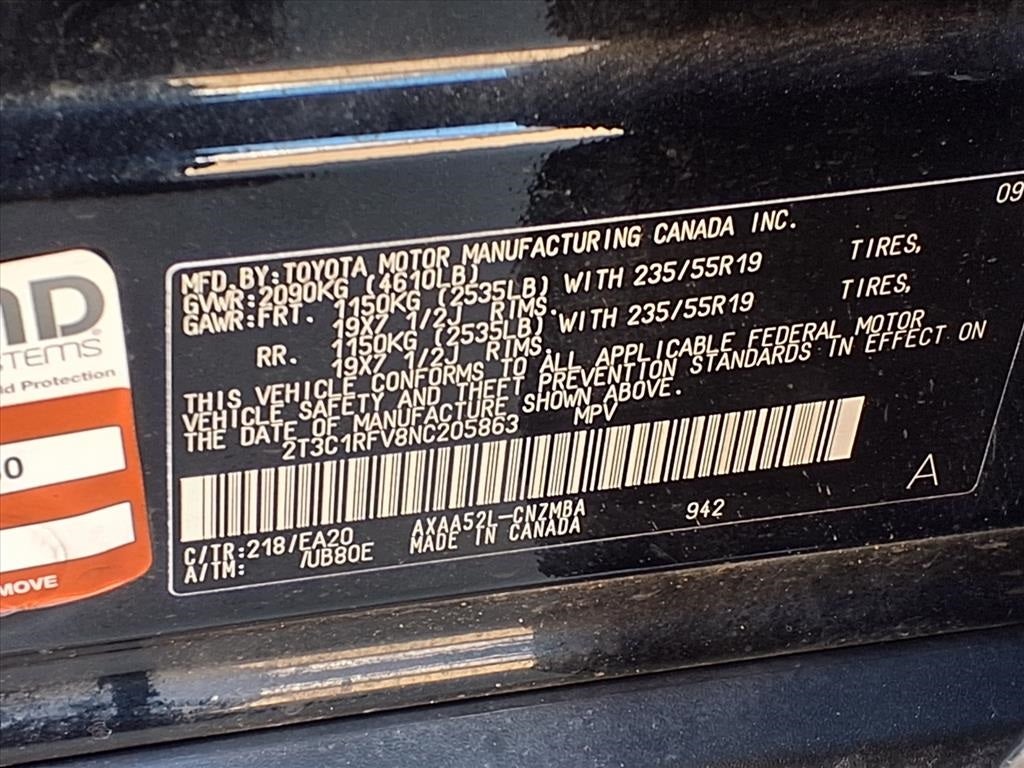 09
MFD.BY:TOYOTA MOTOR MANUFACTURING CANADA INC.
GVWR:2090KG (4610LB)
GAWR:FRT. 1150KG (2535LB) WITH 235/55R19 TIRES,
19X7 1/2J RIMS.
RR. 1150KG (2535LB) WITH 235/55R19 TIRES,
19X7 1/2J RIMS.
THIS VEHICLE CONFORMS TO ALL APPLICABLE FEDERAL MOTOR
VEHICLE SAFETY AND THEFT PREVENTION STANDARDS IN EFFECT ON
THE DATE OF MANUFACTURE SHOWN ABOVE.
2T3C1RFV8NC205863 MPV
C/TR:218/EA20 AXAA52L-CNZMBA 942 A
A/TM: /UB80E MADE IN CANADA
Protection
0